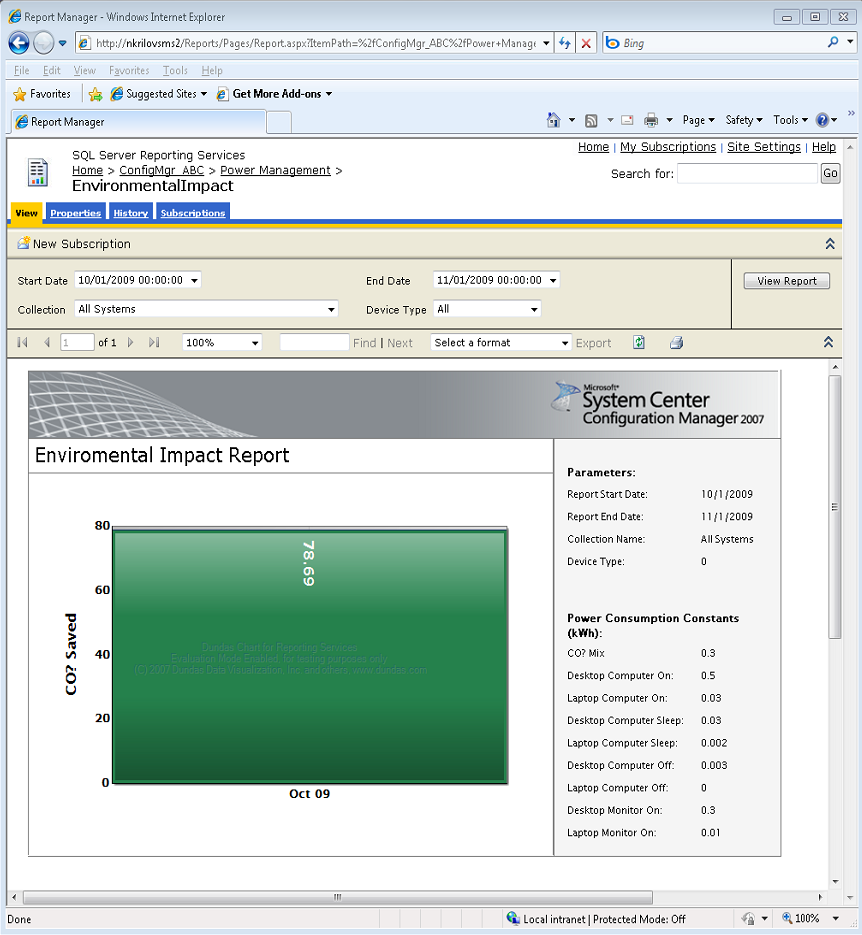 Report Manager - Windows Internet Explorer
http://nkrilovsms2/Reports/Pages/Report.aspx?ItemPath=%2fConfigMgr_ABC%2fPower+Manage
Bing
File Edit View Favorites Tools Help
Favorites Suggested Sites Get More Add-ons
Report Manager
Page Safety Tools
Home | My Subscriptions | Site Settings | Help
SQL Server Reporting Services
Home > ConfigMgr_ABC > Power Management >
EnvironmentalImpact
Search for: Go
View Properties History Subscriptions
New Subscription
Start Date 10/01/2009 00:00:00 End Date 11/01/2009 00:00:00 View Report
Collection All Systems Device Type All
1 of 1 100% Find | Next Select a format Export
Microsoft®
System Center
Configuration Manager 2007
Enviromental Impact Report
80
60
40
20
0
CO? Saved
78.69
Dundas Chart for Reporting Services
Evaluation Mode Enabled, for testing purposes only.
(C) 2007 Dundas Data Visualization, Inc. and others, www.dundas.com
Oct 09
Parameters:
Report Start Date: 10/1/2009
Report End Date: 11/1/2009
Collection Name: All Systems
Device Type: 0
Power Consumption Constants
(kWh):
CO? Mix 0.3
Desktop Computer On: 0.5
Laptop Computer On: 0.03
Desktop Computer Sleep: 0.03
Laptop Computer Sleep: 0.002
Desktop Computer Off: 0.003
Laptop Computer Off: 0
Desktop Monitor On: 0.3
Laptop Monitor On: 0.01
Done Local intranet | Protected Mode: Off 100%